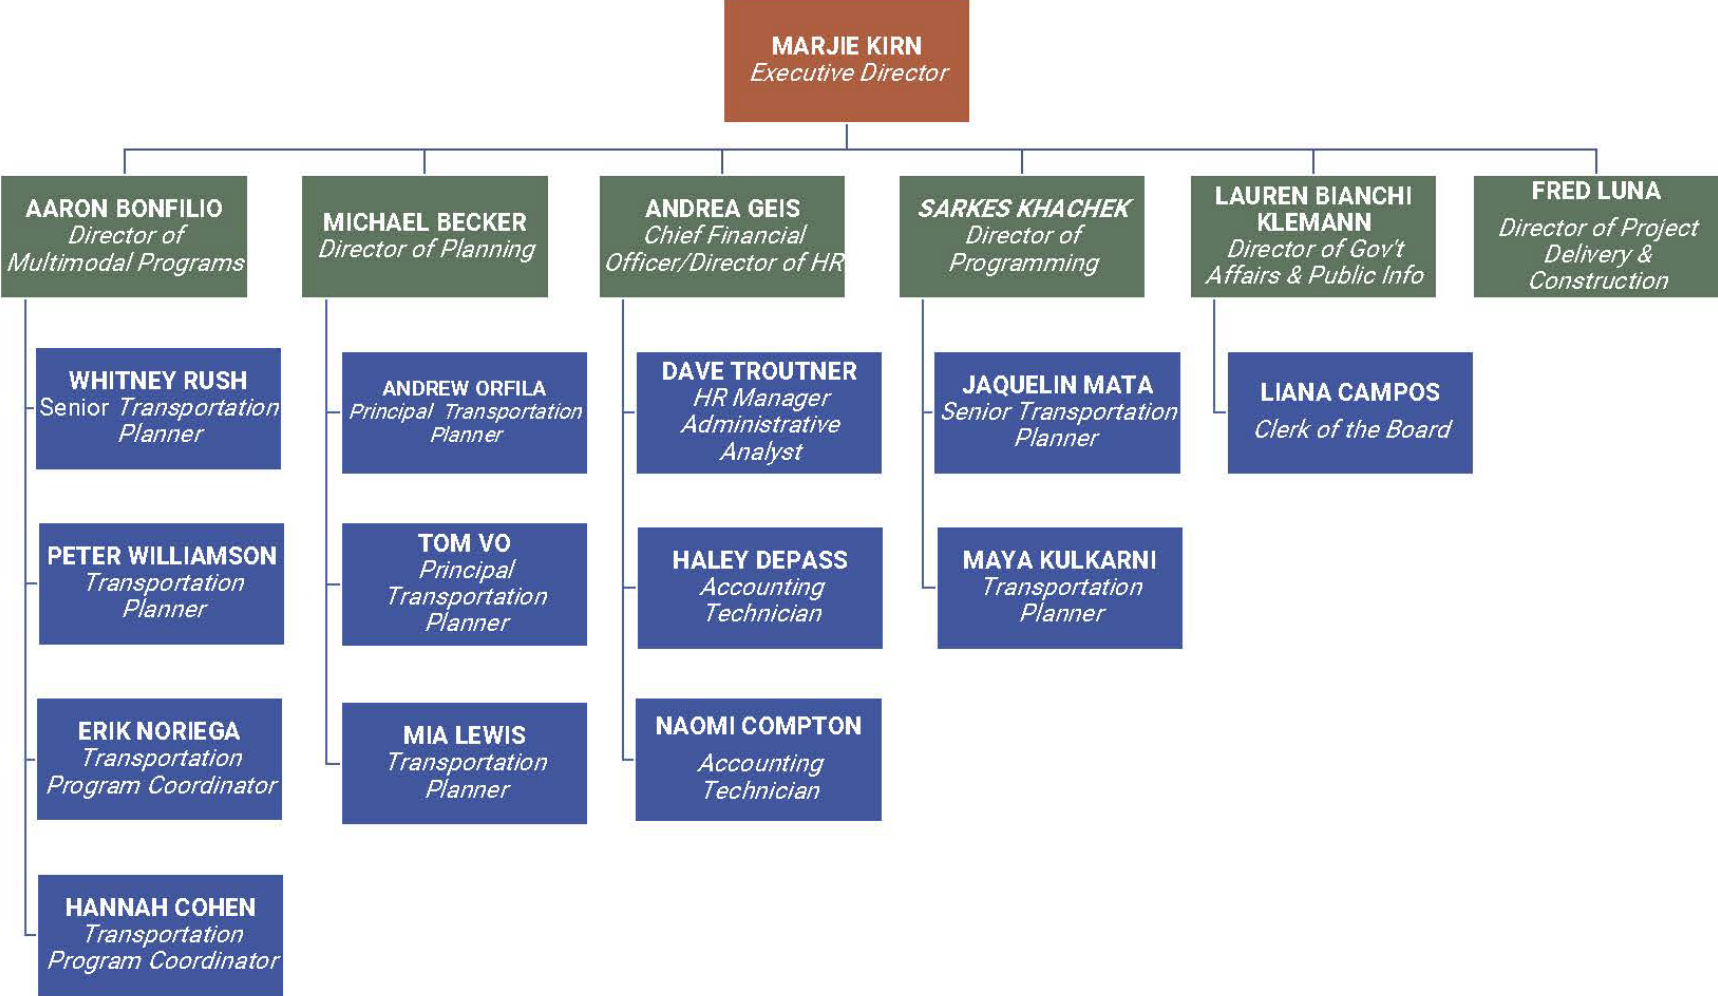 MARJIE KIRN
Executive Director
AARON BONFILIO
Director of
Multimodal Programs
MICHAEL BECKER
Director of Planning
ANDREA GEIS
Chief Financial
Officer/Director of HR
SARKES KHACHEK
Director of
Programming
LAUREN BIANCHI
KLEMANN
Director of Gov't
Affairs & Public Info
FRED LUNA
Director of Project
Delivery &
Construction
WHITNEY RUSH
Senior Transportation
Planner
PETER WILLIAMSON
Transportation
Planner
ERIK NORIEGA
Transportation
Program Coordinator
HANNAH COHEN
Transportation
Program Coordinator
ANDREW ORFILA
Principal Transportation
Planner
TOM VO
Principal
Transportation
Planner
MIA LEWIS
Transportation
Planner
DAVE TROUTNER
HR Manager
Administrative
Analyst
HALEY DEPASS
Accounting
Technician
NAOMI COMPTON
Accounting
Technician
JAQUELIN MATA
Senior Transportation
Planner
MAYA KULKARNI
Transportation
Planner
LIANA CAMPOS
Clerk of the Board